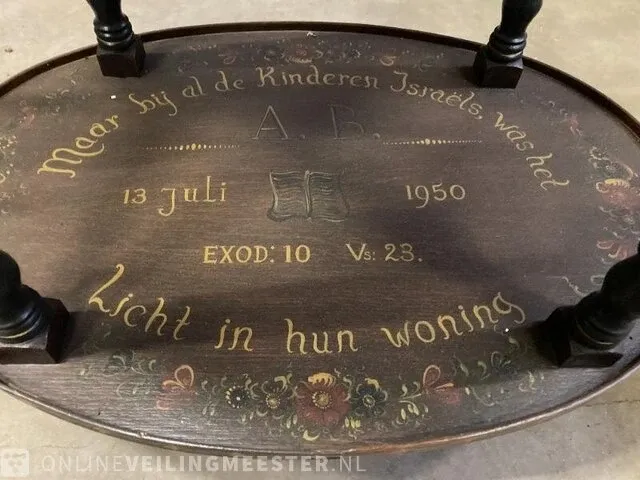 Maar bij al de Kinderen Israëls, was het
A. B.
13 Juli 1950
EXOD: 10 Vs: 23.
Licht in hun woning
ONLINEVEILINGMEESTER.NL